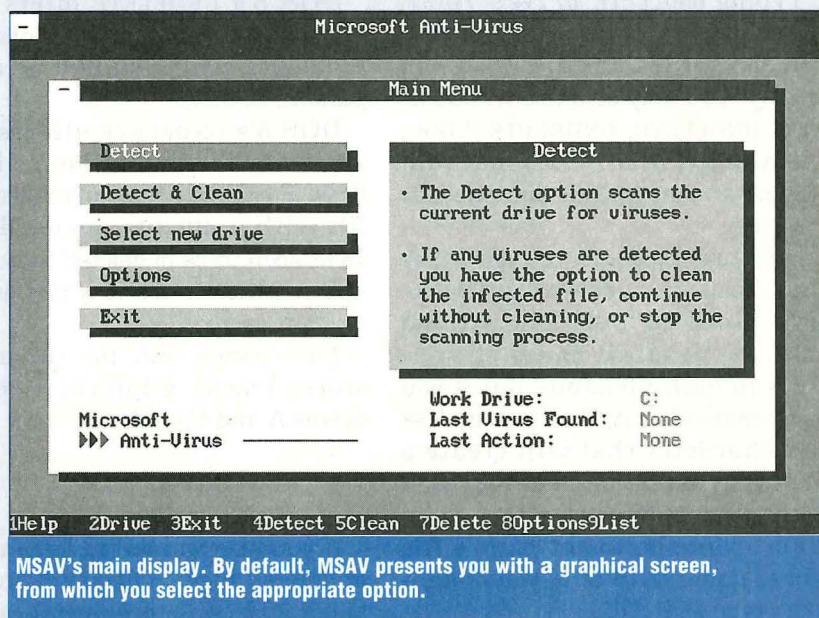 Microsoft Anti-Virus
Main Menu
Detect
Detect & Clean
Select new drive
Options
Exit
Detect
· The Detect option scans the
current drive for viruses.
· If any viruses are detected
you have the option to clean
the infected file, continue
without cleaning, or stop the
scanning process.
Work Drive: C:
Last Virus Found: None
Last Action: None
Microsoft
Anti-Virus
1Help 2Drive 3Exit 4Detect 5Clean 7Delete 8Options9List
MSAV's main display. By default, MSAV presents you with a graphical screen,
from which you select the appropriate option.